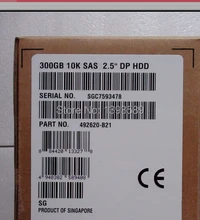 300GB 10K SAS 2.5" DP HDD
SERIAL NO. SGC7593478
PART NO. 492620-B21
SG
PRODUCT OF SINGAPORE
CE